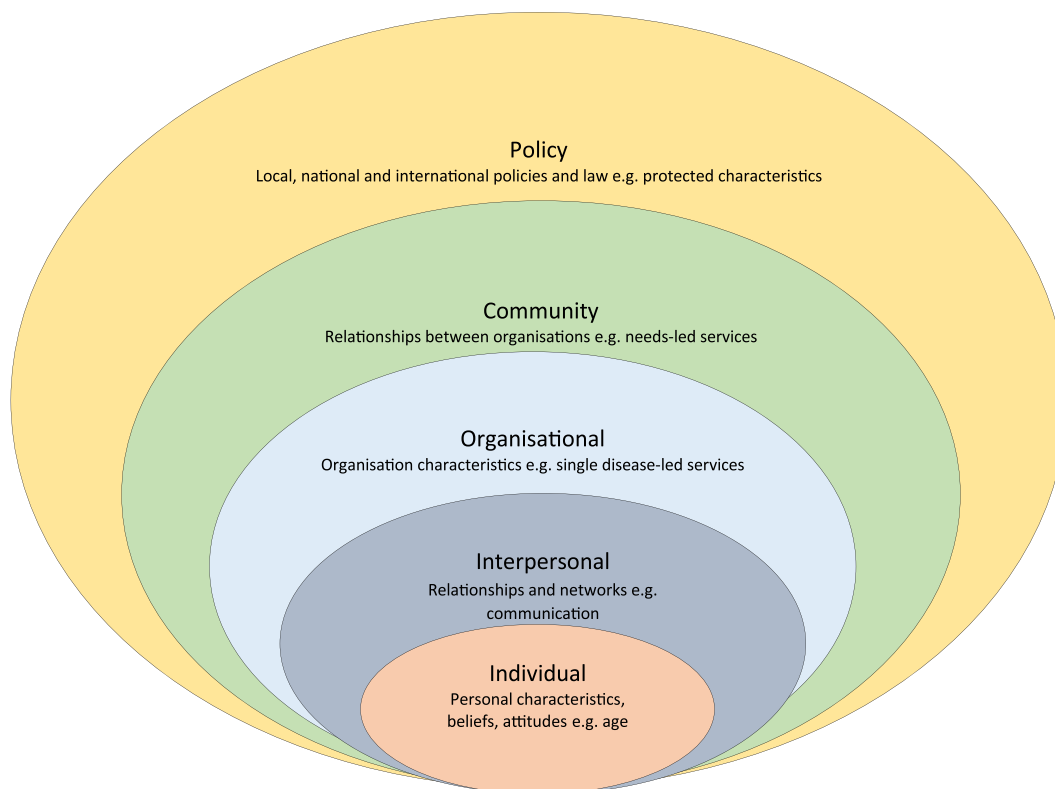 Policy
Local, national and international policies and law e.g. protected characteristics
Community
Relationships between organisations e.g. needs-led services
Organisational
Organisation characteristics e.g. single disease-led services
Interpersonal
Relationships and networks e.g.
communication
Individual
Personal characteristics,
beliefs, attitudes e.g. age